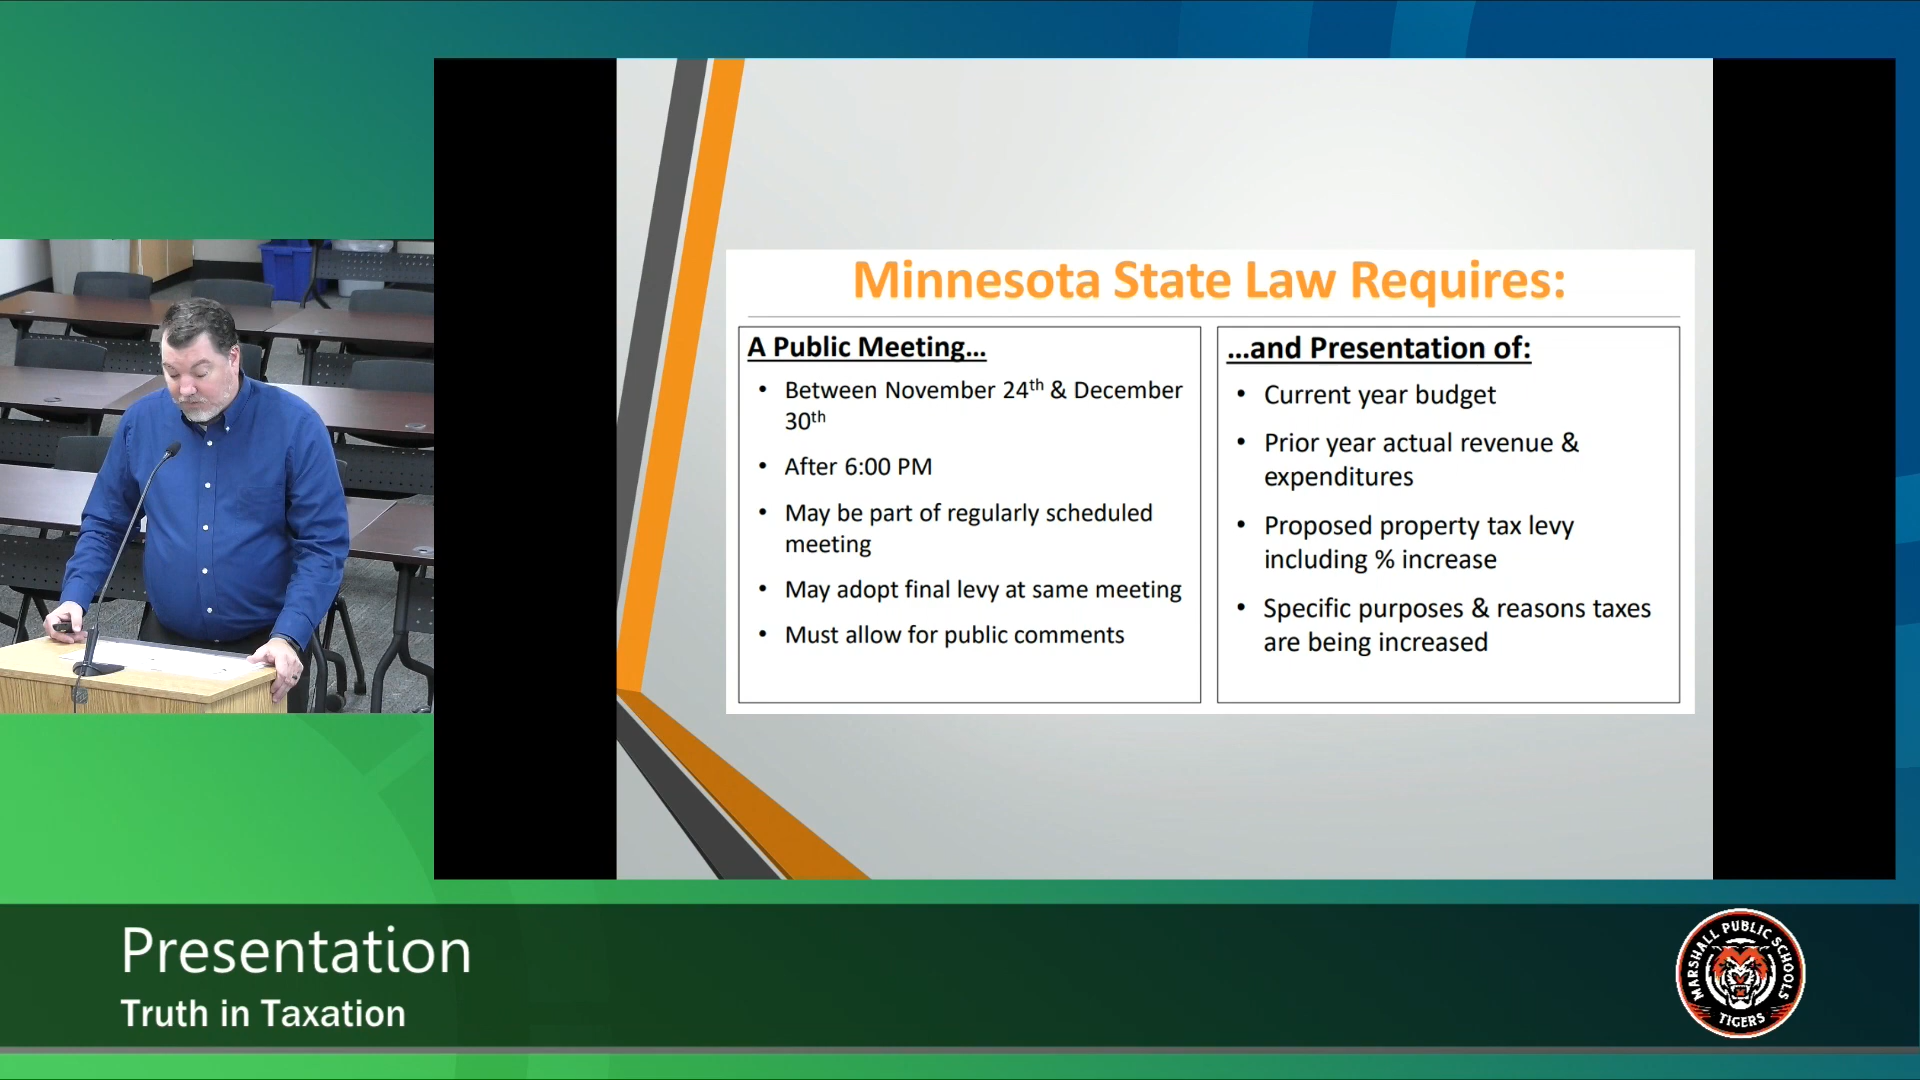 Minnesota State Law Requires:
A Public Meeting...
• Between November 24th & December
30th
• After 6:00 PM
• May be part of regularly scheduled
meeting
• May adopt final levy at same meeting
• Must allow for public comments
...and Presentation of:
• Current year budget
• Prior year actual revenue &
expenditures
• Proposed property tax levy
including % increase
• Specific purposes & reasons taxes
are being increased
Presentation
Truth in Taxation
MARSHALL PUBLIC SCHOOLS
TIGERS